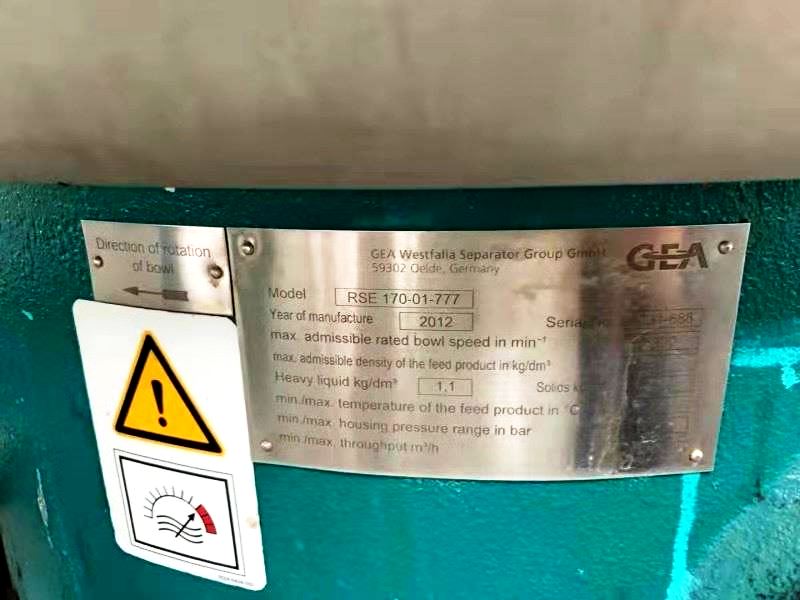 Direction of rotation
of bowl
GEA Westfalia Separator Group GmbH
59302 Oelde, Germany
GEA
Model RSE 170-01-777
Year of manufacture 2012
max. admissible rated bowl speed in min⁻¹
max. admissible density of the feed product in kg/dm³
Heavy liquid kg/dm³ 1,1 Solids
min./max. temperature of the feed product in °C
min./max. housing pressure range in bar
min./max. throughput m³/h